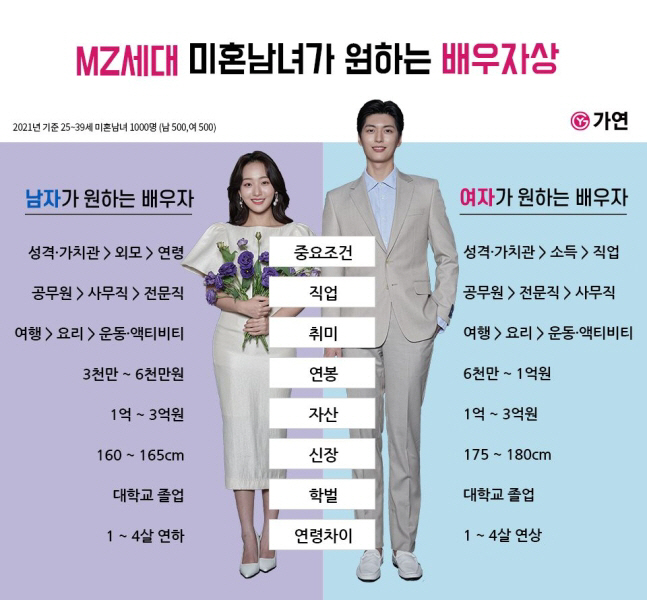 MZ세대 미혼남녀가 원하는 배우자상
2021년 기준 25~39세 미혼남녀 1000명 (남 500,여 500)
가연
남자가 원하는 배우자
여자가 원하는 배우자
성격·가치관 > 외모 > 연령 중요조건 성격·가치관 > 소득 > 직업
공무원 > 사무직 > 전문직 직업 공무원 > 전문직 > 사무직
여행 > 요리 > 운동·액티비티 취미 여행 > 요리 > 운동·액티비티
3천만 ~ 6천만원 연봉 6천만 ~ 1억원
1억 ~ 3억원 자산 1억 ~ 3억원
160 ~ 165cm 신장 175 ~ 180cm
대학교 졸업 학벌 대학교 졸업
1 ~ 4살 연하 연령차이 1 ~ 4살 연상